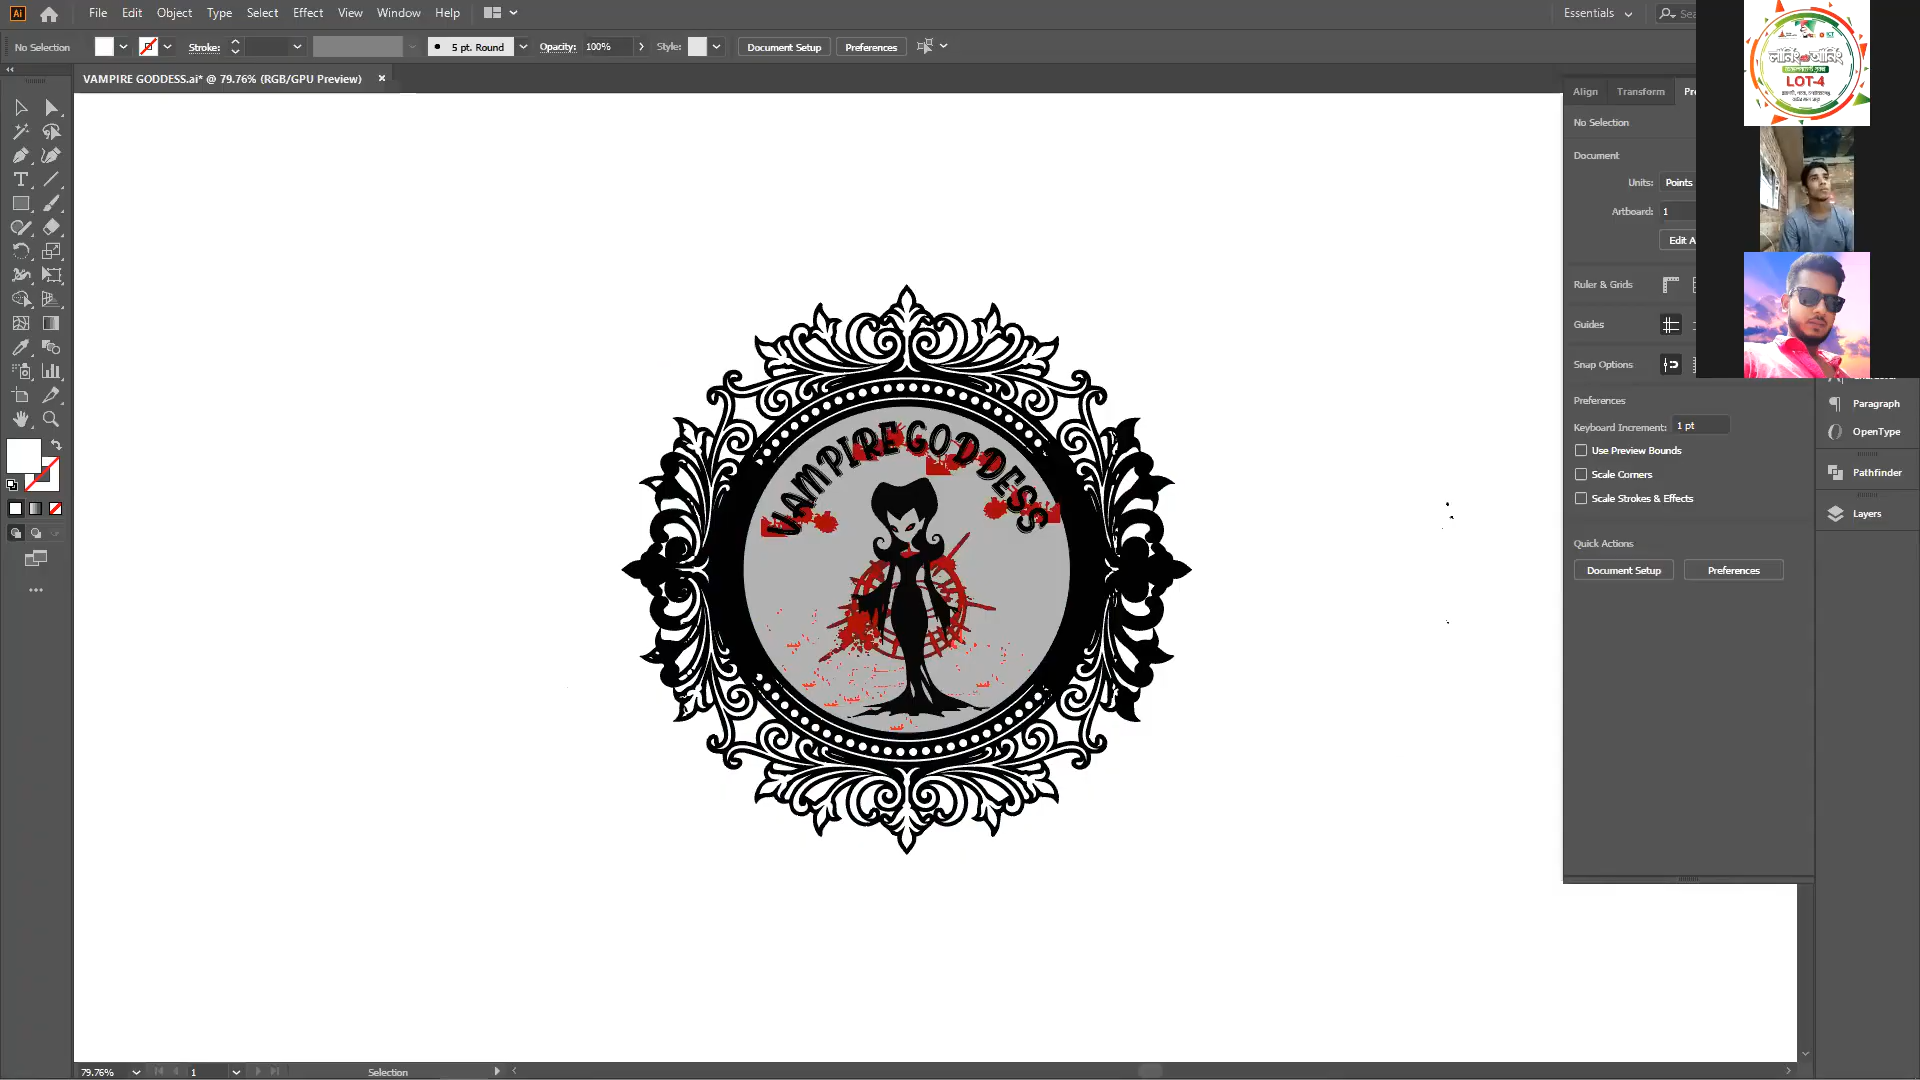 Ai File Edit Object Type Select Effect View Window Help Essentials
No Selection Stroke: 5 pt. Round Opacity: 100% Style: Document Setup Preferences
VAMPIRE GODDESS.ai* @ 79.76% (RGB/GPU Preview) ×
Align Transform
No Selection
Document
Units: Points
Artboard: 1
Ruler & Grids
Guides
Snap Options
Preferences
Keyboard Increment: 1 pt
Use Preview Bounds
Scale Corners
Scale Strokes & Effects
Quick Actions
Document Setup Preferences
Paragraph
OpenType
Pathfinder
Layers
লার্নিং আর্নিং
LOT-4
VAMPIRE GODDESS
79.76% 1 Selection